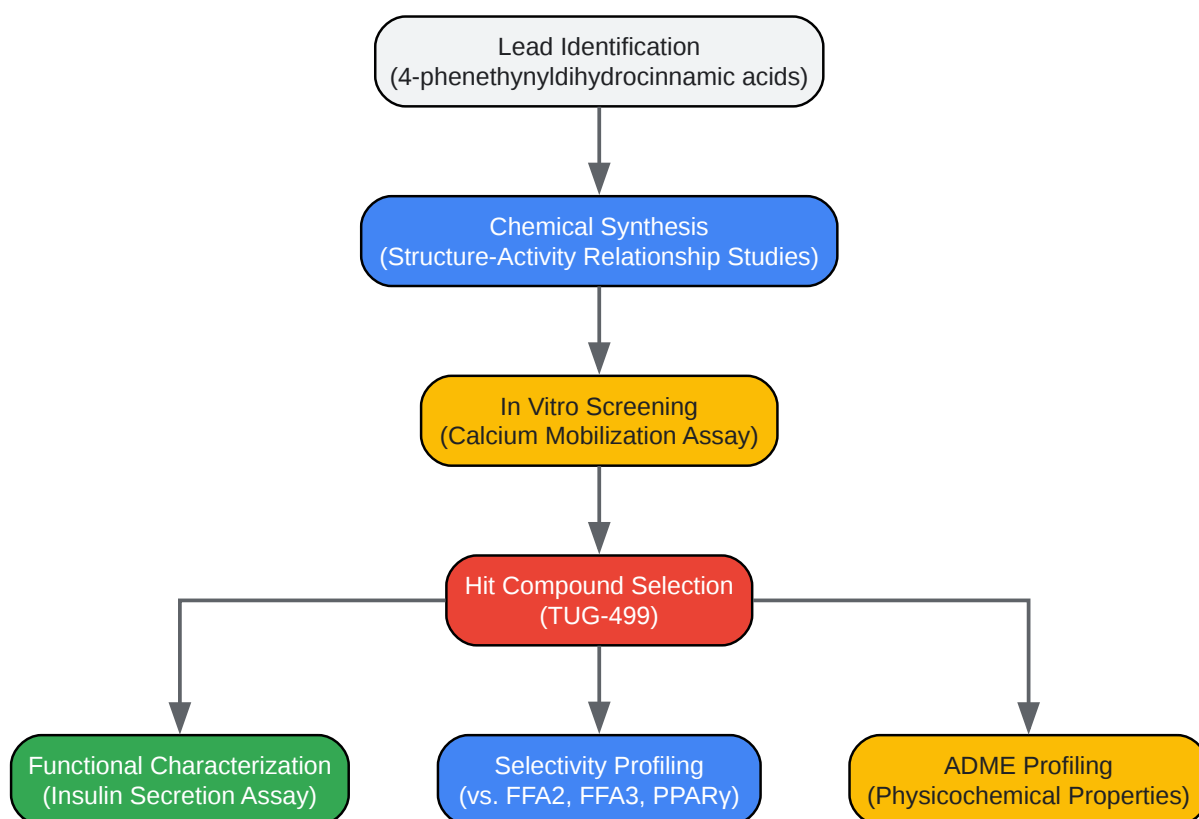 Lead Identification
(4-phenethynyldihydrocinnamic acids)
Chemical Synthesis
(Structure-Activity Relationship Studies)
In Vitro Screening
(Calcium Mobilization Assay)
Hit Compound Selection
(TUG-499)
Functional Characterization
(Insulin Secretion Assay)
Selectivity Profiling
(vs. FFA2, FFA3, PPARγ)
ADME Profiling
(Physicochemical Properties)